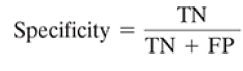 Specificity = TN / TN + FP